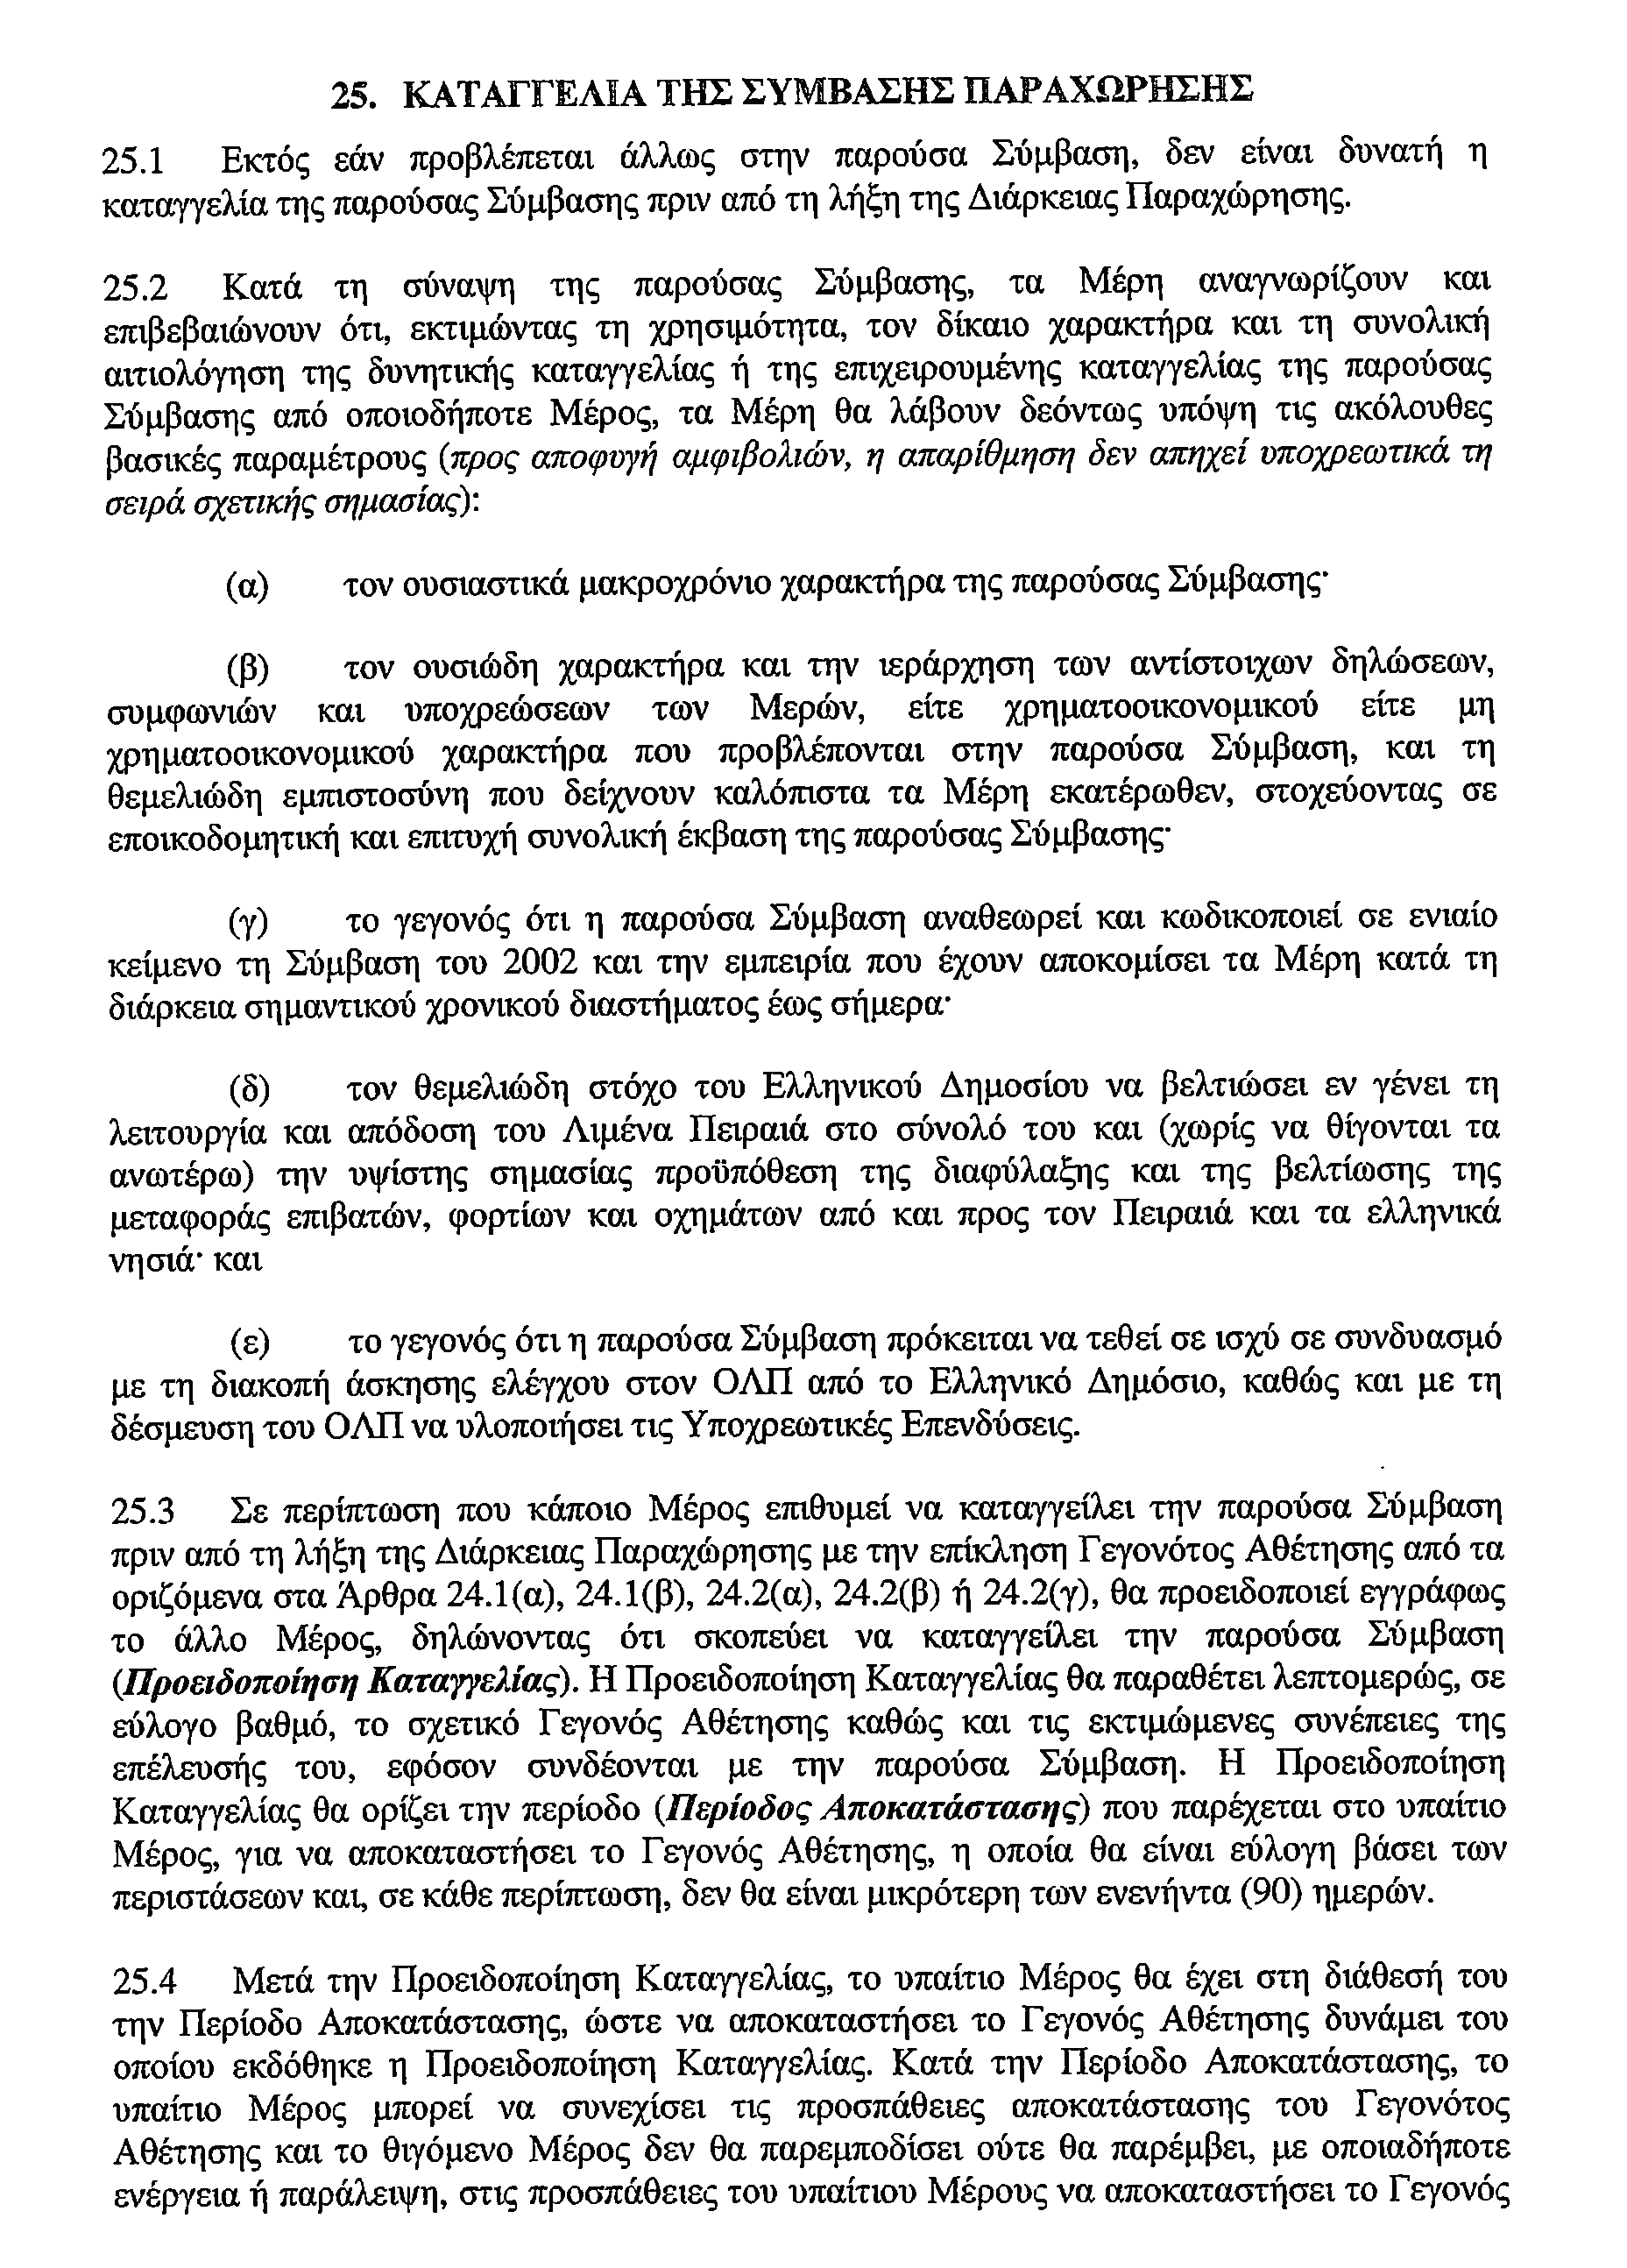 25. ΚΑΤΑΓΓΕΛΙΑ ΤΗΣ ΣΥΜΒΑΣΗΣ ΠΑΡΑΧΩΡΗΣΗΣ
25.1 Εκτός εάν προβλέπεται άλλως στην παρούσα Σύμβαση, δεν είναι δυνατή η
καταγγελία της παρούσας Σύμβασης πριν από τη λήξη της Διάρκειας Παραχώρησης.
25.2 Κατά τη σύναψη της παρούσας Σύμβασης, τα Μέρη αναγνωρίζουν και
επιβεβαιώνουν ότι, εκτιμώντας τη χρησιμότητα, τον δίκαιο χαρακτήρα και τη συνολική
αιτιολόγηση της δυνητικής καταγγελίας ή της επιχειρουμένης καταγγελίας της παρούσας
Σύμβασης από οποιοδήποτε Μέρος, τα Μέρη θα λάβουν δεόντως υπόψη τις ακόλουθες
βασικές παραμέτρους (προς αποφυγή αμφιβολιών, η απαρίθμηση δεν απηχεί υποχρεωτικά τη
σειρά σχετικής σημασίας):
(α) τον ουσιαστικά μακροχρόνιο χαρακτήρα της παρούσας Σύμβασης·
(β) τον ουσιώδη χαρακτήρα και την ιεράρχηση των αντίστοιχων δηλώσεων,
συμφωνιών και υποχρεώσεων των Μερών, είτε χρηματοοικονομικού είτε μη
χρηματοοικονομικού χαρακτήρα που προβλέπονται στην παρούσα Σύμβαση, και τη
θεμελιώδη εμπιστοσύνη που δείχνουν καλόπιστα τα Μέρη εκατέρωθεν, στοχεύοντας σε
εποικοδομητική και επιτυχή συνολική έκβαση της παρούσας Σύμβασης·
(γ) το γεγονός ότι η παρούσα Σύμβαση αναθεωρεί και κωδικοποιεί σε ενιαίο
κείμενο τη Σύμβαση του 2002 και την εμπειρία που έχουν αποκομίσει τα Μέρη κατά τη
διάρκεια σημαντικού χρονικού διαστήματος έως σήμερα·
(δ) τον θεμελιώδη στόχο του Ελληνικού Δημοσίου να βελτιώσει εν γένει τη
λειτουργία και απόδοση του Λιμένα Πειραιά στο σύνολό του και (χωρίς να θίγονται τα
ανωτέρω) την υψίστης σημασίας προϋπόθεση της διαφύλαξης και της βελτίωσης της
μεταφοράς επιβατών, φορτίων και οχημάτων από και προς τον Πειραιά και τα ελληνικά
νησιά· και
(ε) το γεγονός ότι η παρούσα Σύμβαση πρόκειται να τεθεί σε ισχύ σε συνδυασμό
με τη διακοπή άσκησης ελέγχου στον ΟΛΠ από το Ελληνικό Δημόσιο, καθώς και με τη
δέσμευση του ΟΛΠ να υλοποιήσει τις Υποχρεωτικές Επενδύσεις.
25.3 Σε περίπτωση που κάποιο Μέρος επιθυμεί να καταγγείλει την παρούσα Σύμβαση
πριν από τη λήξη της Διάρκειας Παραχώρησης με την επίκληση Γεγονότος Αθέτησης από τα
οριζόμενα στα Άρθρα 24.1(α), 24.1(β), 24.2(α), 24.2(β) ή 24.2(γ), θα προειδοποιεί εγγράφως
το άλλο Μέρος, δηλώνοντας ότι σκοπεύει να καταγγείλει την παρούσα Σύμβαση
(Προειδοποίηση Καταγγελίας). Η Προειδοποίηση Καταγγελίας θα παραθέτει λεπτομερώς, σε
εύλογο βαθμό, το σχετικό Γεγονός Αθέτησης καθώς και τις εκτιμώμενες συνέπειες της
επέλευσής του, εφόσον συνδέονται με την παρούσα Σύμβαση. Η Προειδοποίηση
Καταγγελίας θα ορίζει την περίοδο (Περίοδος Αποκατάστασης) που παρέχεται στο υπαίτιο
Μέρος, για να αποκαταστήσει το Γεγονός Αθέτησης, η οποία θα είναι εύλογη βάσει των
περιστάσεων και, σε κάθε περίπτωση, δεν θα είναι μικρότερη των ενενήντα (90) ημερών.
25.4 Μετά την Προειδοποίηση Καταγγελίας, το υπαίτιο Μέρος θα έχει στη διάθεσή του
την Περίοδο Αποκατάστασης, ώστε να αποκαταστήσει το Γεγονός Αθέτησης δυνάμει του
οποίου εκδόθηκε η Προειδοποίηση Καταγγελίας. Κατά την Περίοδο Αποκατάστασης, το
υπαίτιο Μέρος μπορεί να συνεχίσει τις προσπάθειες αποκατάστασης του Γεγονότος
Αθέτησης και το θιγόμενο Μέρος δεν θα παρεμποδίσει ούτε θα παρέμβει, με οποιαδήποτε
ενέργεια ή παράλειψη, στις προσπάθειες του υπαίτιου Μέρους να αποκαταστήσει το Γεγονός